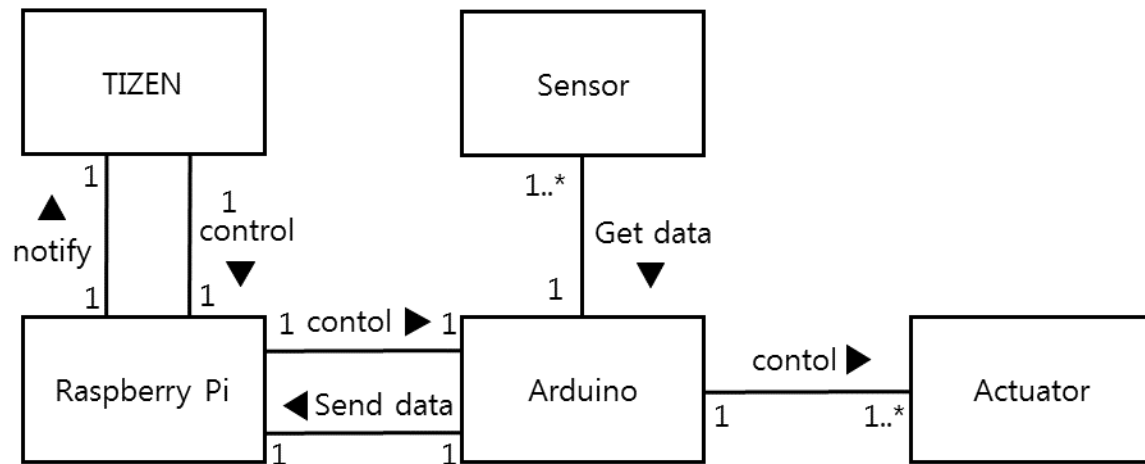 TIZEN
Sensor
1
1
notify
control
1
1
1..*
Get data
1
1 contol 1
Raspberry Pi
Send data
1
1
Arduino
contol
1
1..*
Actuator